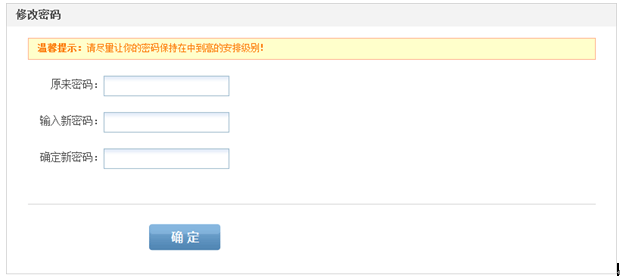 修改密码
温馨提示：请尽量让你的密码保持在中到高的安排级别！
原来密码：
输入新密码：
确定新密码：
确 定